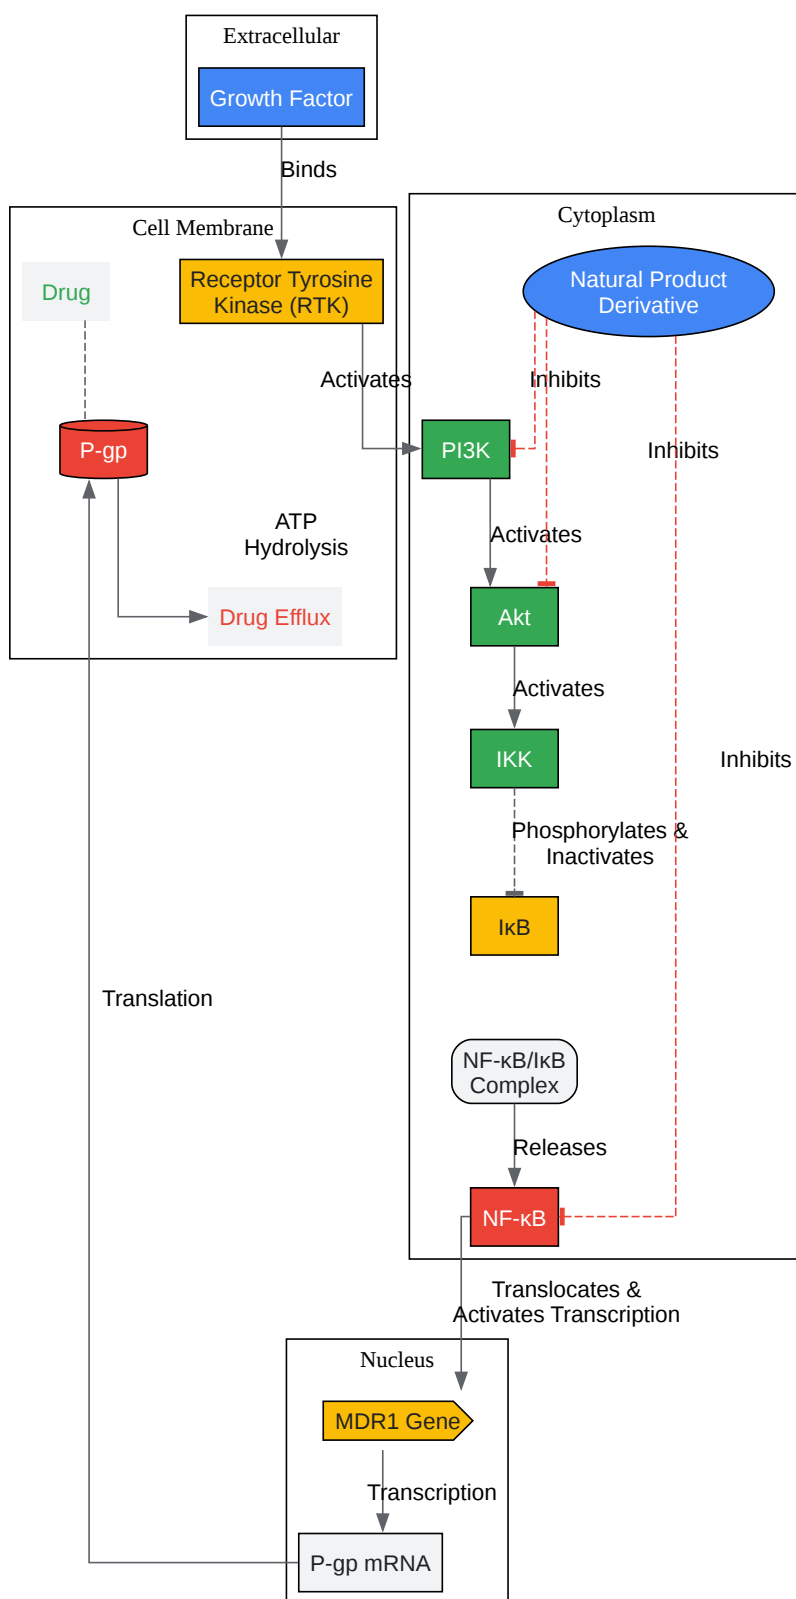 Extracellular
Growth Factor
Binds
Cell Membrane
Cytoplasm
Receptor Tyrosine
Kinase (RTK)
Drug
Natural Product
Derivative
Activates
Inhibits
P-gp
PI3K
Inhibits
ATP
Hydrolysis
Activates
Drug Efflux
Akt
Activates
IKK
Inhibits
Phosphorylates &
Inactivates
IκB
Translation
NF-κB/IκB
Complex
Releases
NF-κB
Translocates &
Activates Transcription
Nucleus
MDR1 Gene
Transcription
P-gp mRNA